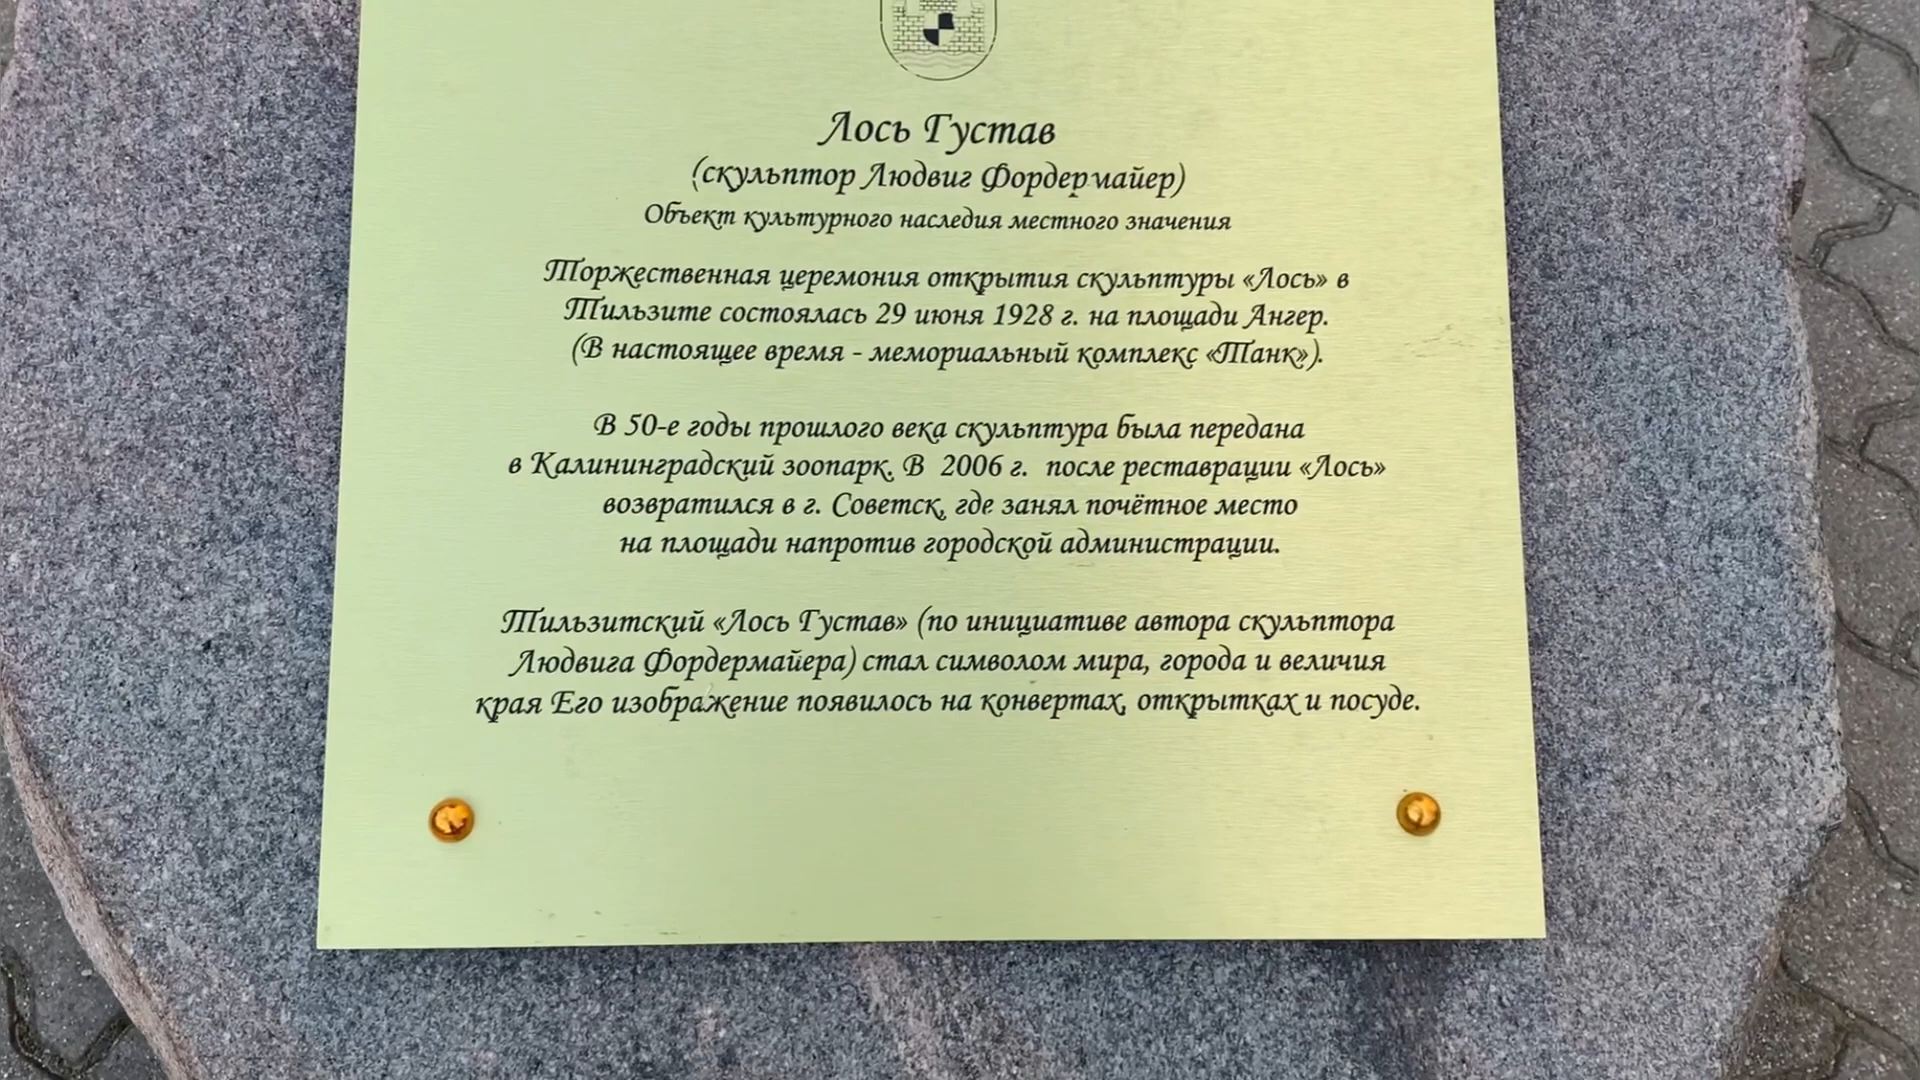 Лось Густав
(скульптор Людвиг Фордермайер)
Объект культурного наследия местного значения
Торжественная церемония открытия скульптуры «Лось» в
Тильзите состоялась 29 июня 1928 г. на площади Ангер.
(В настоящее время - мемориальный комплекс «Танк»).
В 50-е годы прошлого века скульптура была передана
в Калининградский зоопарк. В 2006 г. после реставрации «Лось»
возвратился в г. Советск, где занял почётное место
на площади напротив городской администрации.
Тильзитский «Лось Густав» (по инициативе автора скульптора
Людвига Фордермайера) стал символом мира, города и величия
края Его изображение появилось на конвертах, открытках и посуде.